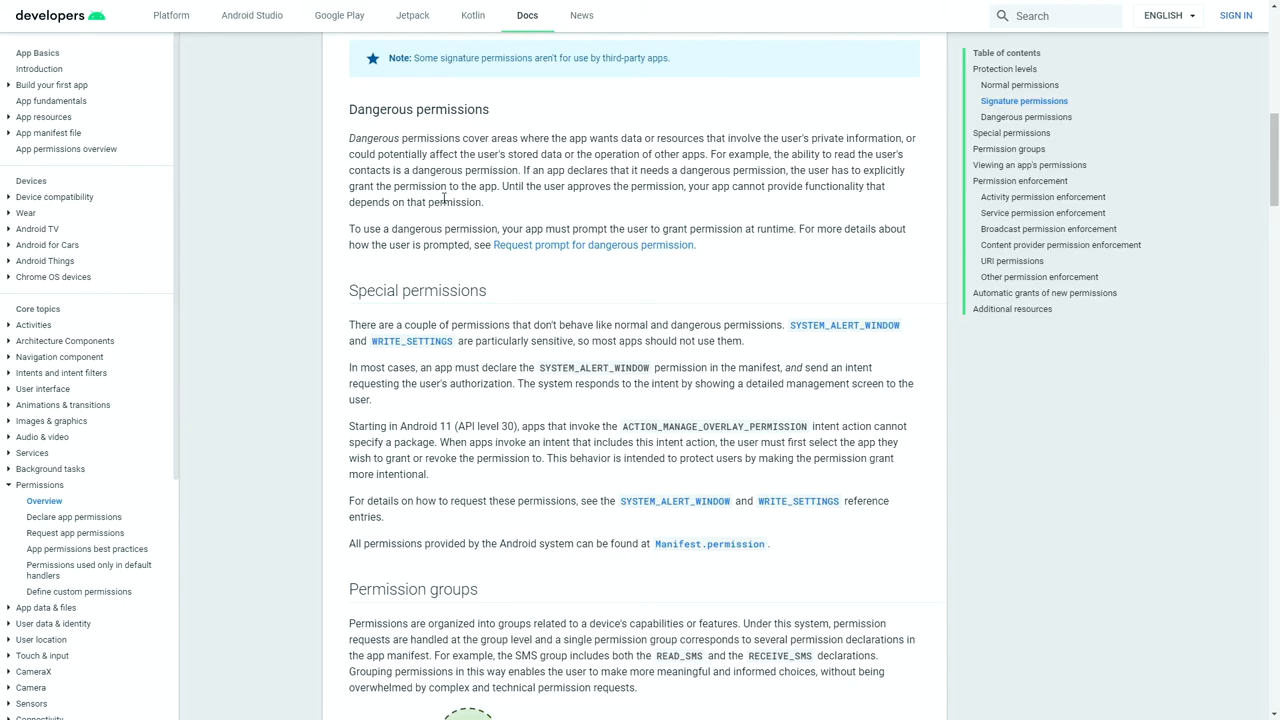 developers
Platform
Android Studio
Google Play
Jetpack
Kotlin
Docs
News
Search
ENGLISH
SIGN IN
App Basics
Introduction
Build your first app
App fundamentals
App resources
App manifest file
App permissions overview
Devices
Device compatibility
Wear
Android TV
Android for Cars
Android Things
Chrome OS devices
Core topics
Activities
Architecture Components
Navigation component
Intents and intent filters
User interface
Animations & transitions
Images & graphics
Audio & video
Services
Background tasks
Permissions
Overview
Declare app permissions
Request app permissions
App permissions best practices
Permissions used only in default
handlers
Define custom permissions
App data & files
User data & identity
User location
Touch & input
CameraX
Camera
Sensors
Connectivity
Note: Some signature permissions aren't for use by third-party apps.
Dangerous permissions
Dangerous permissions cover areas where the app wants data or resources that involve the user's private information, or
could potentially affect the user's stored data or the operation of other apps. For example, the ability to read the user's
contacts is a dangerous permission. If an app declares that it needs a dangerous permission, the user has to explicitly
grant the permission to the app. Until the user approves the permission, your app cannot provide functionality that
depends on that permission.
To use a dangerous permission, your app must prompt the user to grant permission at runtime. For more details about
how the user is prompted, see Request prompt for dangerous permission.
Special permissions
There are a couple of permissions that don't behave like normal and dangerous permissions. SYSTEM_ALERT_WINDOW
and WRITE_SETTINGS are particularly sensitive, so most apps should not use them.
In most cases, an app must declare the SYSTEM_ALERT_WINDOW permission in the manifest, and send an intent
requesting the user's authorization. The system responds to the intent by showing a detailed management screen to the
user.
Starting in Android 11 (API level 30), apps that invoke the ACTION_MANAGE_OVERLAY_PERMISSION intent action cannot
specify a package. When apps invoke an intent that includes this intent action, the user must first select the app they
wish to grant or revoke the permission to. This behavior is intended to protect users by making the permission grant
more intentional.
For details on how to request these permissions, see the SYSTEM_ALERT_WINDOW and WRITE_SETTINGS reference
entries.
All permissions provided by the Android system can be found at Manifest.permission.
Permission groups
Permissions are organized into groups related to a device's capabilities or features. Under this system, permission
requests are handled at the group level and a single permission group corresponds to several permission declarations in
the app manifest. For example, the SMS group includes both the READ_SMS and the RECEIVE_SMS declarations.
Grouping permissions in this way enables the user to make more meaningful and informed choices, without being
overwhelmed by complex and technical permission requests.
Table of contents
Protection levels
Normal permissions
Signature permissions
Dangerous permissions
Special permissions
Permission groups
Viewing an app's permissions
Permission enforcement
Activity permission enforcement
Service permission enforcement
Broadcast permission enforcement
Content provider permission enforcement
URI permissions
Other permission enforcement
Automatic grants of new permissions
Additional resources